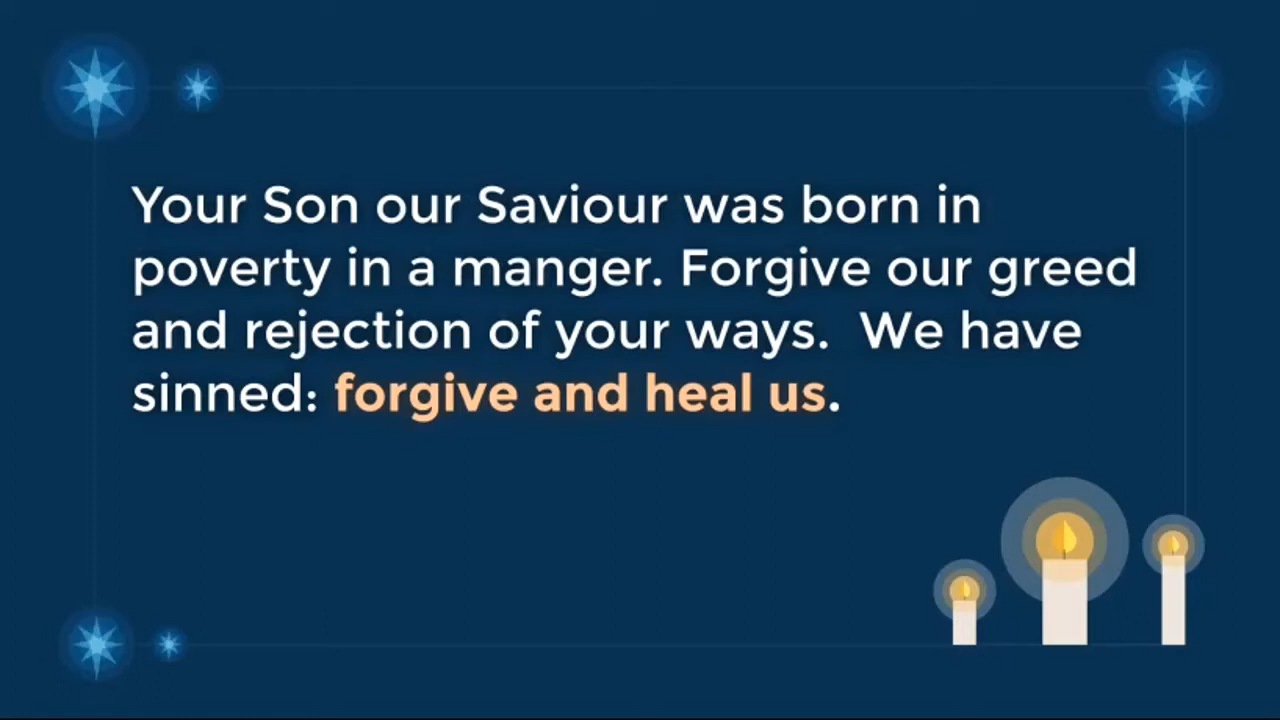 Your Son our Saviour was born in
poverty in a manger. Forgive our greed
and rejection of your ways.  We have
sinned: forgive and heal us.